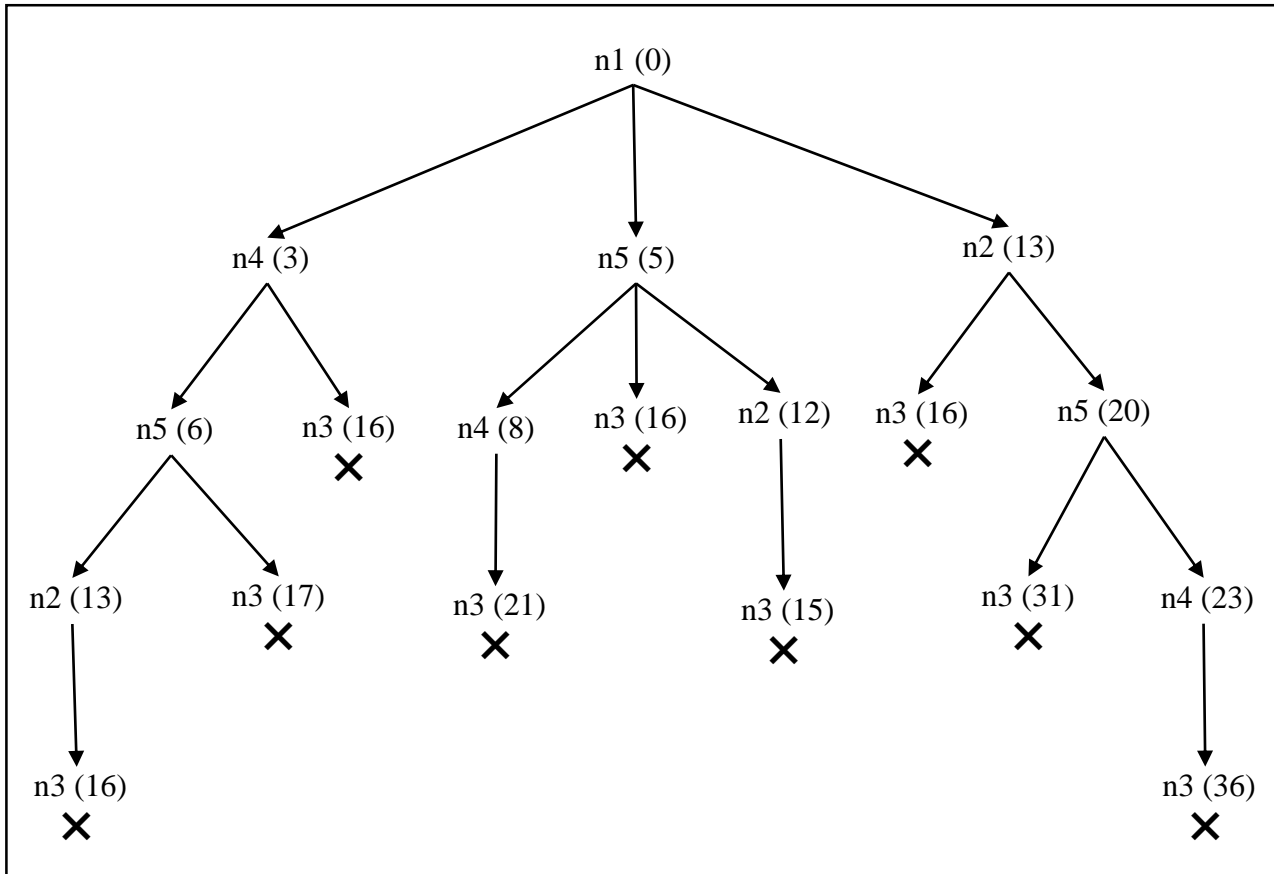 n1 (0)
n4 (3)
n5 (5)
n2 (13)
n5 (6)
n3 (16)
n4 (8)
n3 (16)
n2 (12)
n3 (16)
n5 (20)
n2 (13)
n3 (17)
n3 (21)
n3 (15)
n3 (31)
n4 (23)
n3 (16)
n3 (36)